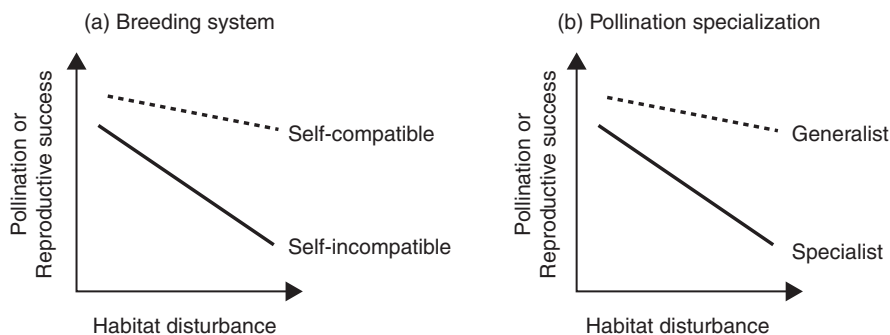 (a) Breeding system
Pollination or
Reproductive success
Self-compatible
Self-incompatible
Habitat disturbance
(b) Pollination specialization
Pollination or
Reproductive success
Generalist
Specialist
Habitat disturbance